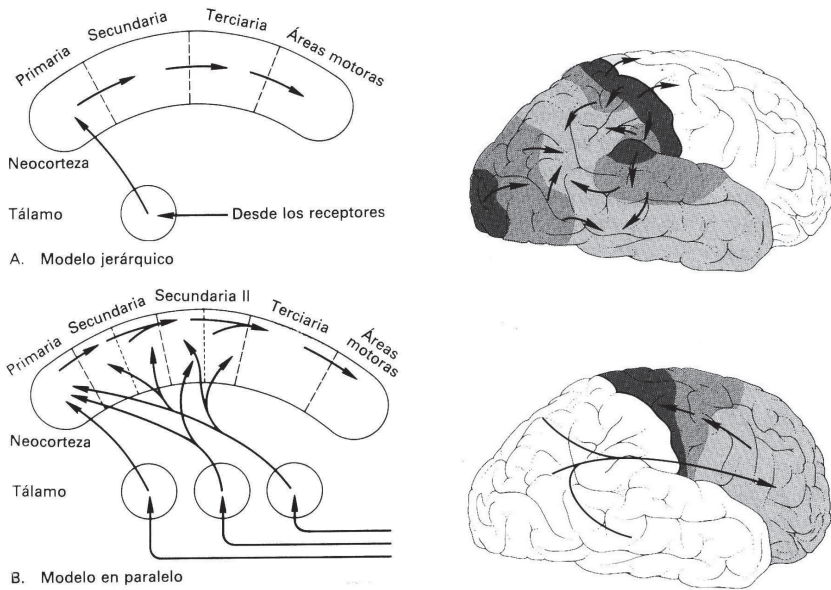 Primaria
Secundaria
Terciaria
Áreas motoras
Neocorteza
Tálamo
Desde los receptores
A. Modelo jerárquico
Primaria
Secundaria
Secundaria II
Terciaria
Áreas
motoras
Neocorteza
Tálamo
B. Modelo en paralelo